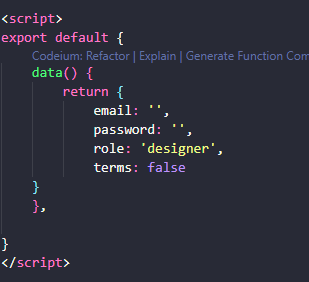 <script>
export default {
Codeium: Refactor | Explain | Generate Function Com
data() {
return {
email: '',
password: '',
role: 'designer',
terms: false
}
},
}
</script>